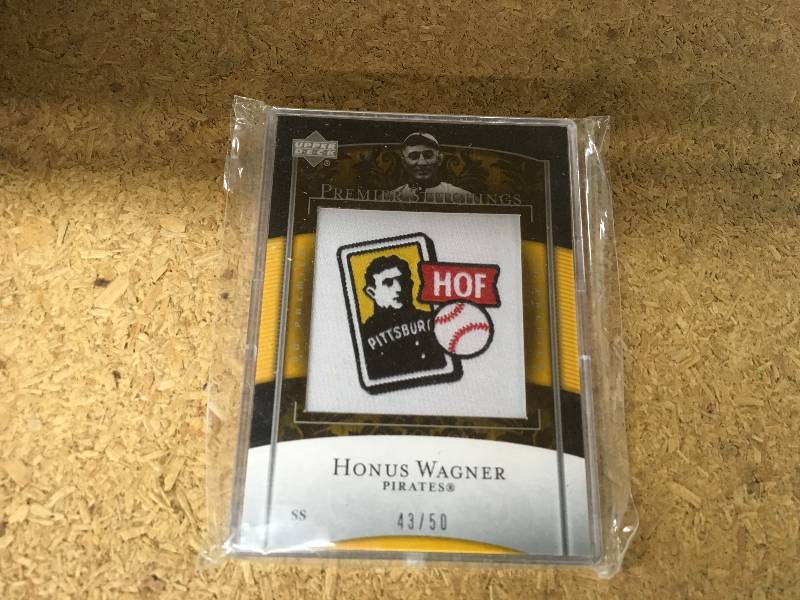 UPPER
DECK®
PREMIER STITCHINGS
HOF
PITTSBURG
HONUS WAGNER
PIRATES®
SS
43/50